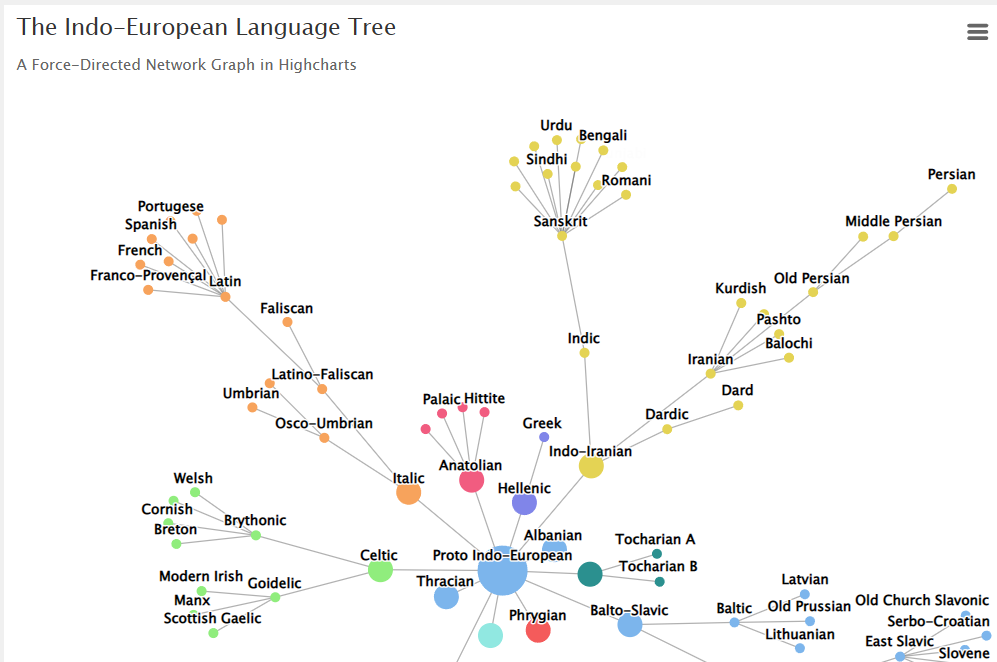 The Indo-European Language Tree
A Force-Directed Network Graph in Highcharts
Urdu
Bengali
Sindhi
Romani
Sanskrit
Persian
Middle Persian
Old Persian
Kurdish
Pashto
Balochi
Iranian
Dard
Dardic
Indic
Indo-Iranian
Portugese
Spanish
French
Franco-Provençal
Latin
Faliscan
Latino-Faliscan
Umbrian
Osco-Umbrian
Italic
Palaic
Hittite
Anatolian
Greek
Hellenic
Albanian
Proto Indo-European
Welsh
Cornish
Breton
Brythonic
Celtic
Modern Irish
Goidelic
Manx
Scottish Gaelic
Thracian
Phrygian
Tocharian A
Tocharian B
Balto-Slavic
Baltic
Latvian
Old Prussian
Lithuanian
Old Church Slavonic
Serbo-Croatian
East Slavic
Slovene